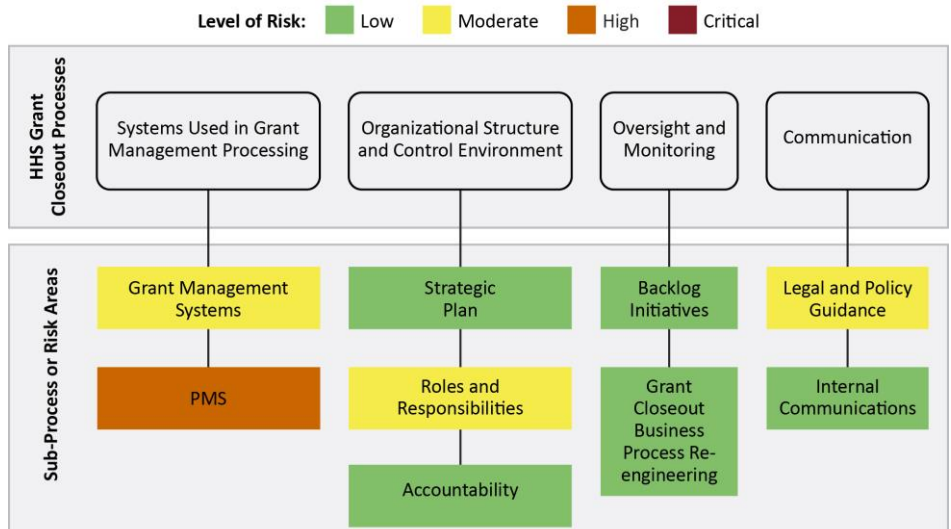 Level of Risk: Low Moderate High Critical
HHS Grant
Closeout Processes
Systems Used in Grant
Management Processing
Organizational Structure
and Control Environment
Oversight and
Monitoring
Communication
Sub-Process or Risk Areas
Grant Management
Systems
PMS
Strategic
Plan
Roles and
Responsibilities
Accountability
Backlog
Initiatives
Grant
Closeout
Business
Process Re-
engineering
Legal and Policy
Guidance
Internal
Communications